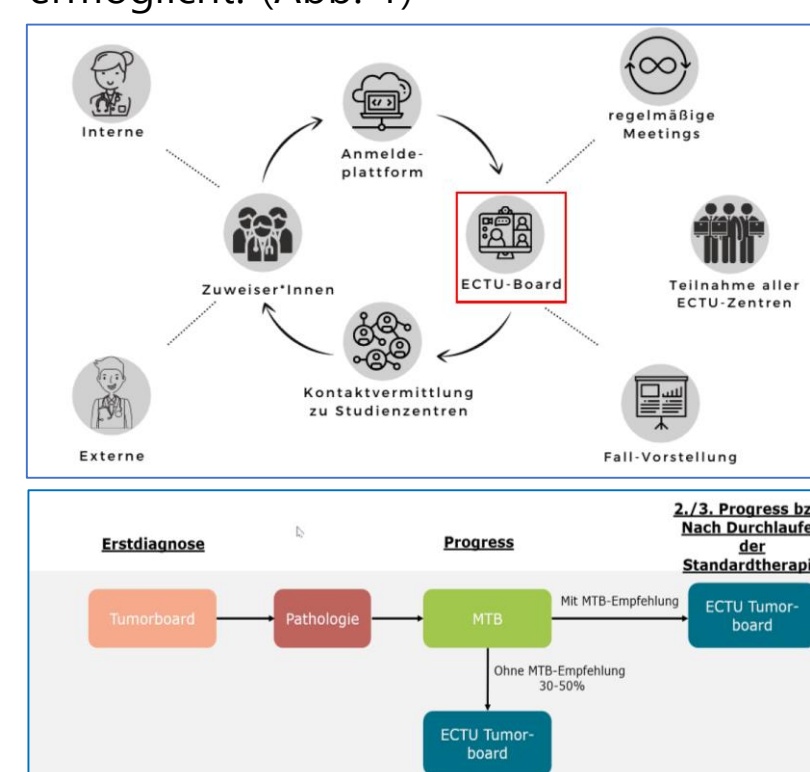 ermöglicht. (Abb. 1)
Interne
Anmelde-
plattform
regelmäßige
Meetings
Zuweiser*Innen
ECTU-Board
Teilnahme aller
ECTU-Zentren
Kontaktvermittlung
zu Studienzentren
Externe
Fall-Vorstellung
Erstdiagnose
Progress
2./3. Progress bz
Nach Durchlaufe
der
Standardtherapi
Tumorboard
Pathologie
MTB
Mit MTB-Empfehlung
ECTU Tumor-
board
Ohne MTB-Empfehlung
30-50%
ECTU Tumor-
board